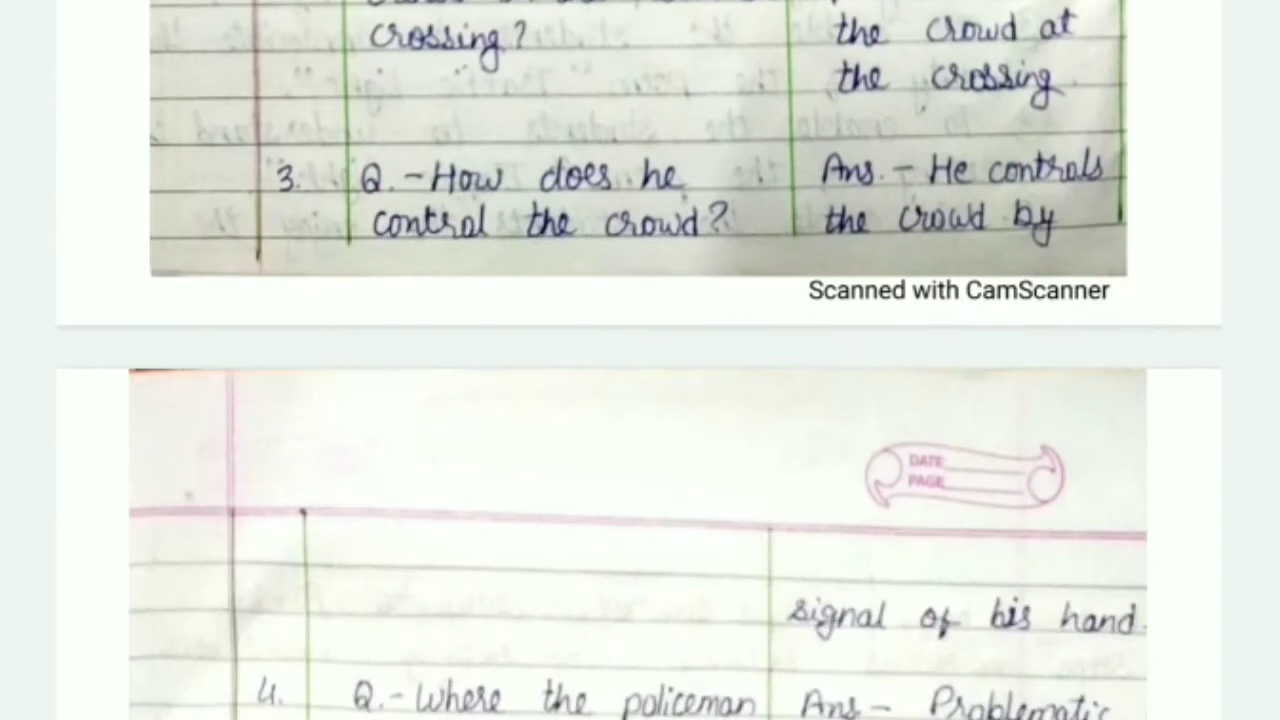 crossing?
the crowd at
the crossing
3. Q.-How does he
control the crowd?
Ans.- He controls
the crowd by
Scanned with CamScanner
DATE
PAGE
signal of his hand.
4. Q.-Where the policeman
Ans- Problematic